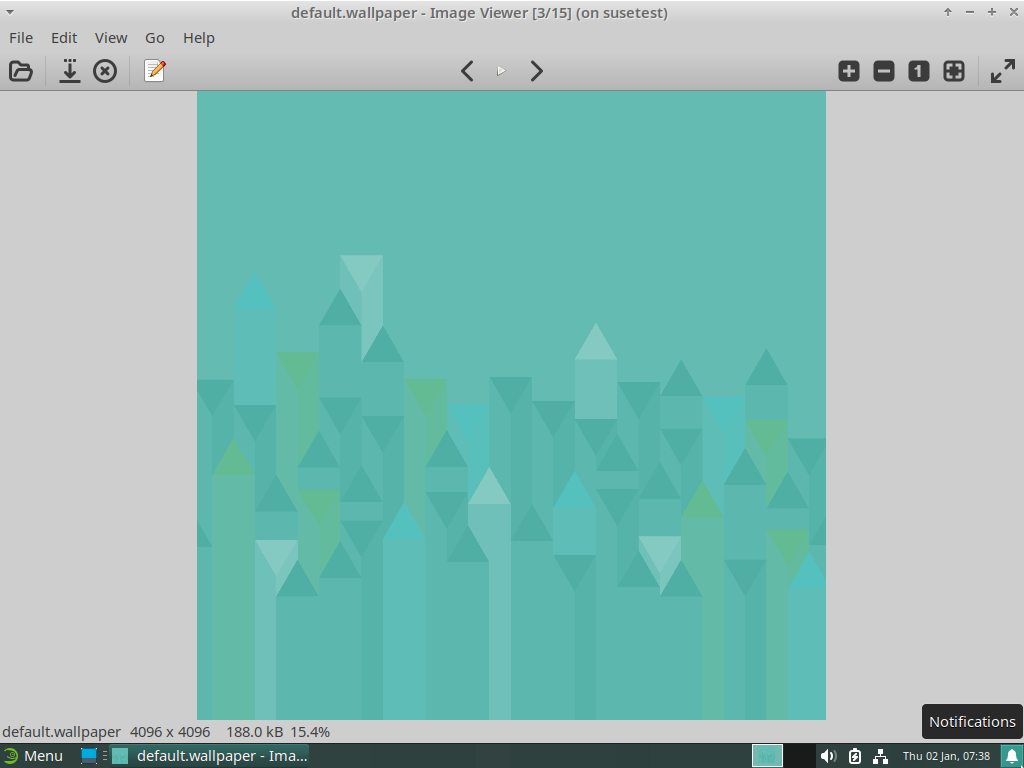 default.wallpaper - Image Viewer [3/15] (on susetest)
File Edit View Go Help
1
Notifications
default.wallpaper 4096 x 4096 188.0 kB 15.4%
Menu default.wallpaper - Ima... Thu 02 Jan, 07:38